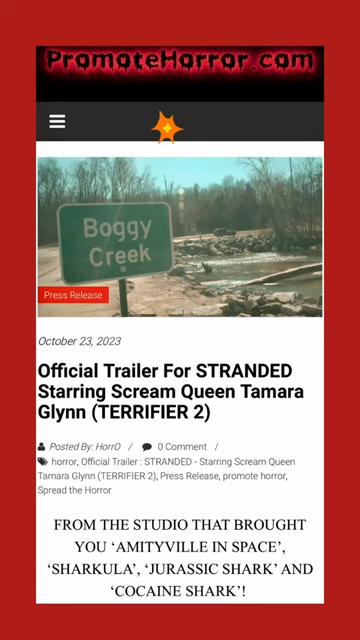 PromoteHorror.com
Boggy
Creek
Press Release
October 23, 2023
Official Trailer For STRANDED
Starring Scream Queen Tamara
Glynn (TERRIFIER 2)
Posted By: HorrO / 0 Comment /
horror, Official Trailer : STRANDED - Starring Scream Queen
Tamara Glynn (TERRIFIER 2), Press Release, promote horror,
Spread the Horror
FROM THE STUDIO THAT BROUGHT
YOU ‘AMITYVILLE IN SPACE’,
‘SHARKULA’, ‘JURASSIC SHARK’ AND
‘COCAINE SHARK’!